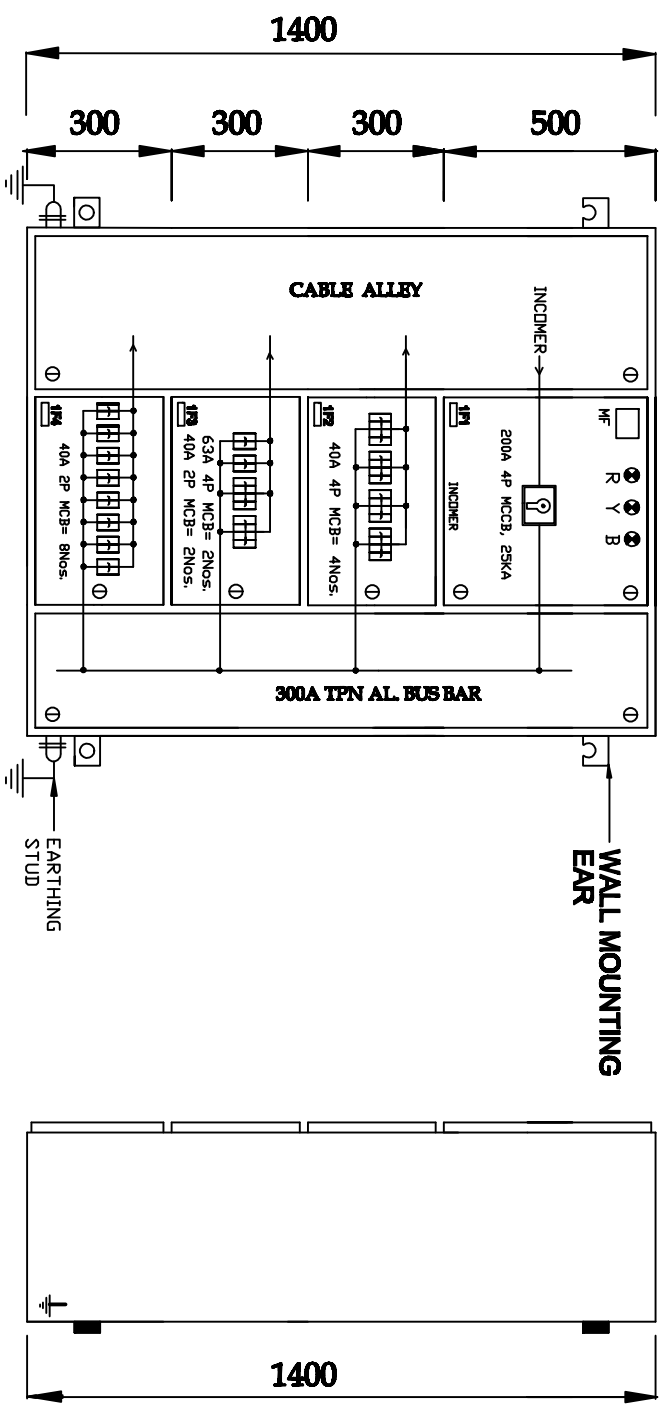 1400
300
300
300
500
CABLE ALLEY
INCOMER
MF
R Y B
1F1
200A 4P MCCB, 25KA
INCOMER
1F2
40A 4P MCB= 4Nos.
1F3
63A 4P MCB= 2Nos.
40A 2P MCB= 2Nos.
1F4
40A 2P MCB= 8Nos.
300A TPN AL. BUS BAR
WALL MOUNTING
EAR
EARTHING
STUD
1400